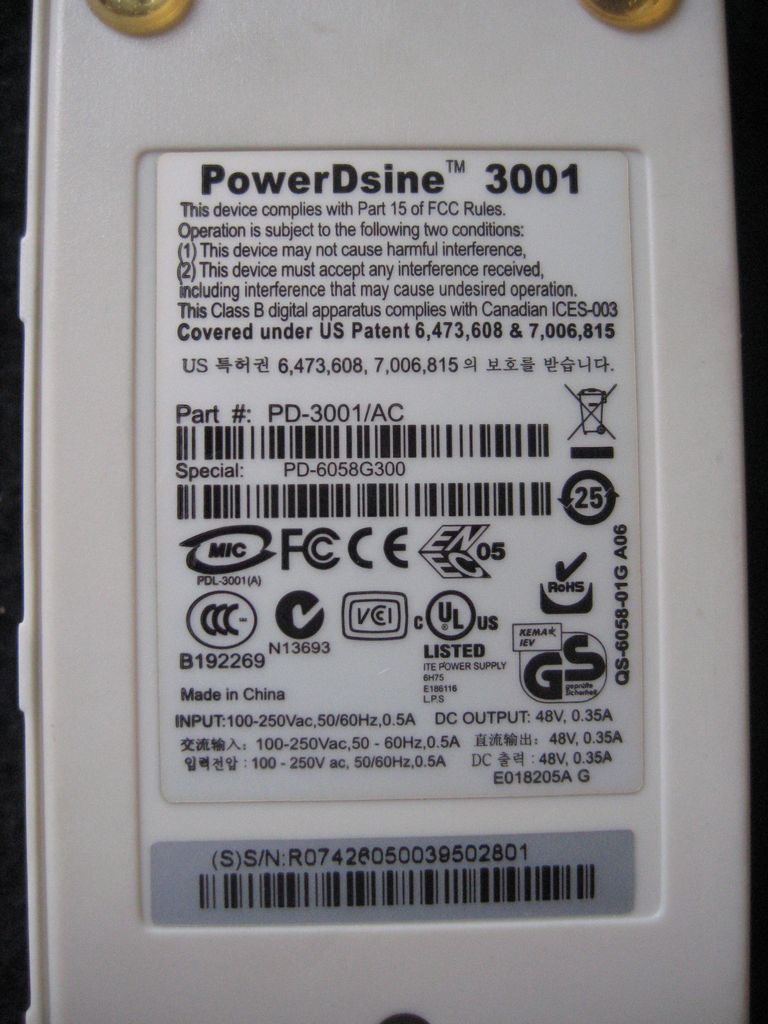 PowerDsine™ 3001
This device complies with Part 15 of FCC Rules.
Operation is subject to the following two conditions:
(1) This device may not cause harmful interference,
(2) This device must accept any interference received,
including interference that may cause undesired operation.
This Class B digital apparatus complies with Canadian ICES-003
Covered under US Patent 6,473,608 & 7,006,815
US 특허권 6,473,608, 7,006,815 의 보호를 받습니다.
Part #: PD-3001/AC
Special: PD-6058G300
25
MIC
PDL-3001(A)
FC CE
ENEC 05
RoHS
QS-6058-01G A06
CCC
B192269
N13693
VCI
c UL ® US
LISTED
ITE POWER SUPPLY
6H75
E186116
L.P.S
KEMA
IEV
GS
geprüfte
Sicherheit
Made in China
INPUT:100-250Vac,50/60Hz,0.5A DC OUTPUT: 48V, 0.35A
交流输入: 100-250Vac,50 - 60Hz,0.5A 直流输出: 48V, 0.35A
입력전압 : 100 - 250V ac, 50/60Hz,0.5A DC 출력 : 48V, 0.35A
E018205A G
(S)S/N:R07426050039502801